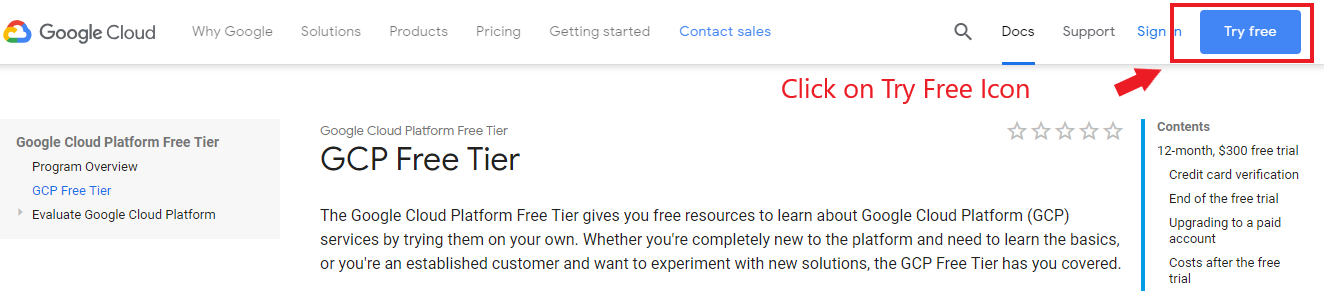 Google Cloud Why Google Solutions Products Pricing Getting started Contact sales Docs Support Sign in Try free
Click on Try Free Icon
Google Cloud Platform Free Tier
Program Overview
GCP Free Tier
Evaluate Google Cloud Platform
Google Cloud Platform Free Tier
GCP Free Tier
The Google Cloud Platform Free Tier gives you free resources to learn about Google Cloud Platform (GCP)
services by trying them on your own. Whether you're completely new to the platform and need to learn the basics,
or you're an established customer and want to experiment with new solutions, the GCP Free Tier has you covered.
Contents
12-month, $300 free trial
Credit card verification
End of the free trial
Upgrading to a paid
account
Costs after the free
trial